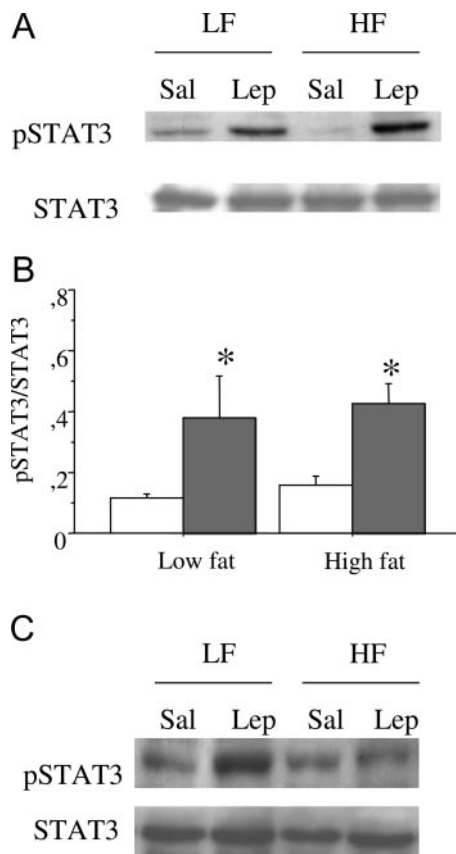 A
LF HF
Sal Lep Sal Lep
pSTAT3
STAT3
B
pSTAT3/STAT3
,8
,6
,4
,2
0
* *
Low fat High fat
C
LF HF
Sal Lep Sal Lep
pSTAT3
STAT3